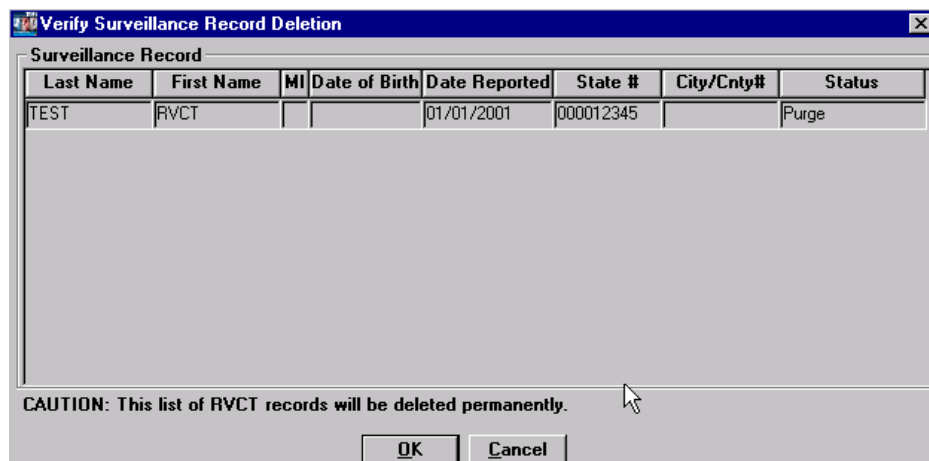 Verify Surveillance Record Deletion
Surveillance Record
Last Name First Name MI Date of Birth Date Reported State # City/Cnty# Status
TEST RVCT 01/01/2001 000012345 Purge
CAUTION: This list of RVCT records will be deleted permanently.
OK Cancel